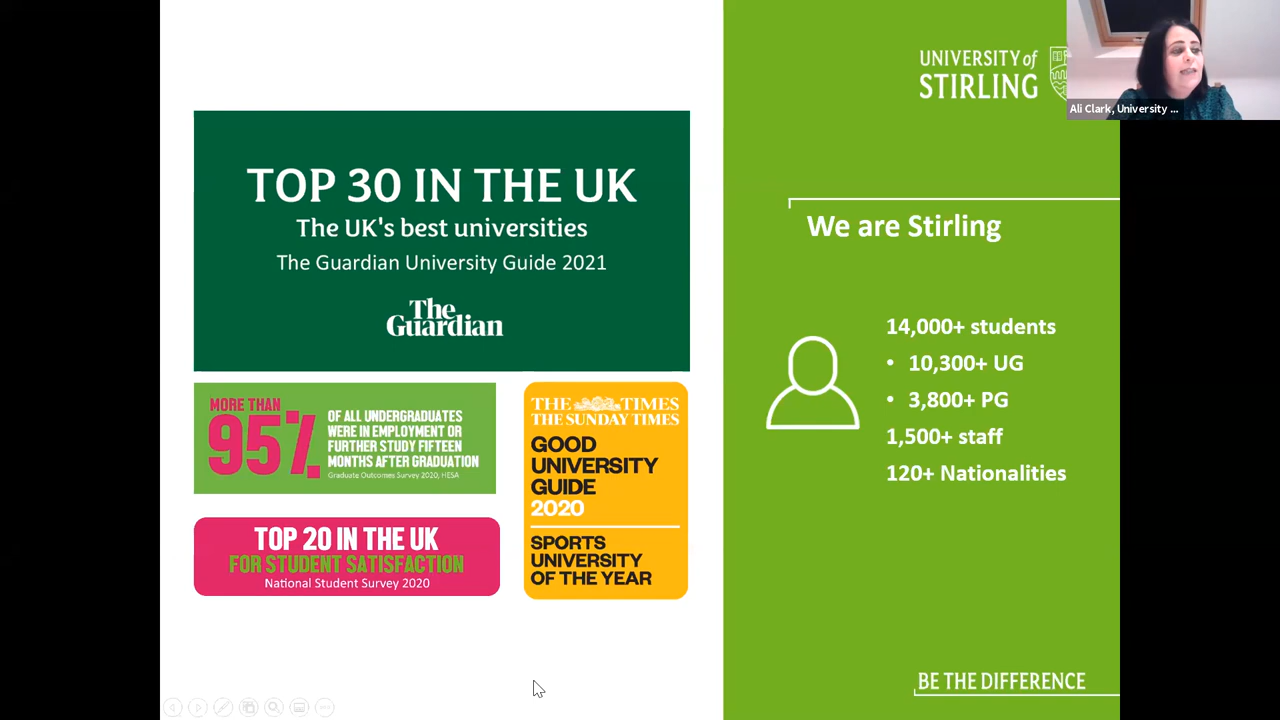 TOP 30 IN THE UK
The UK's best universities
The Guardian University Guide 2021
The
Guardian
MORE THAN
95%
OF ALL UNDERGRADUATES
WERE IN EMPLOYMENT OR
FURTHER STUDY FIFTEEN
MONTHS AFTER GRADUATION
Graduate Outcomes Survey 2020, HESA
TOP 20 IN THE UK
FOR STUDENT SATISFACTION
National Student Survey 2020
THE TIMES
THE SUNDAY TIMES
GOOD
UNIVERSITY
GUIDE
2020
SPORTS
UNIVERSITY
OF THE YEAR
UNIVERSITY of
STIRLING
Ali Clark, University ...
We are Stirling
14,000+ students
• 10,300+ UG
• 3,800+ PG
1,500+ staff
120+ Nationalities
BE THE DIFFERENCE